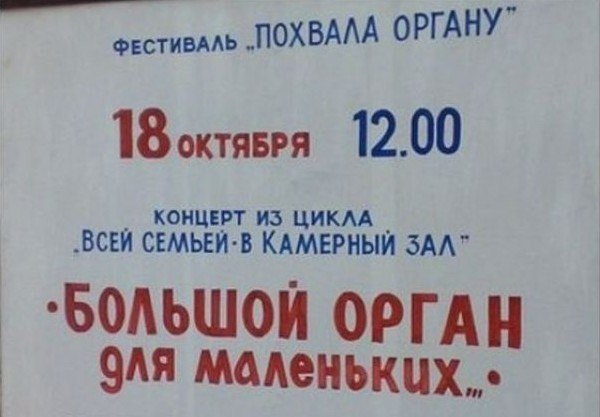 ФЕСТИВАЛЬ „ПОХВАЛА ОРГАНУ”
18 ОКТЯБРЯ 12.00
КОНЦЕРТ ИЗ ЦИКЛА
„ВСЕЙ СЕМЬЕЙ - В КАМЕРНЫЙ ЗАЛ”
•БОЛЬШОЙ ОРГАН
для маленьких...•